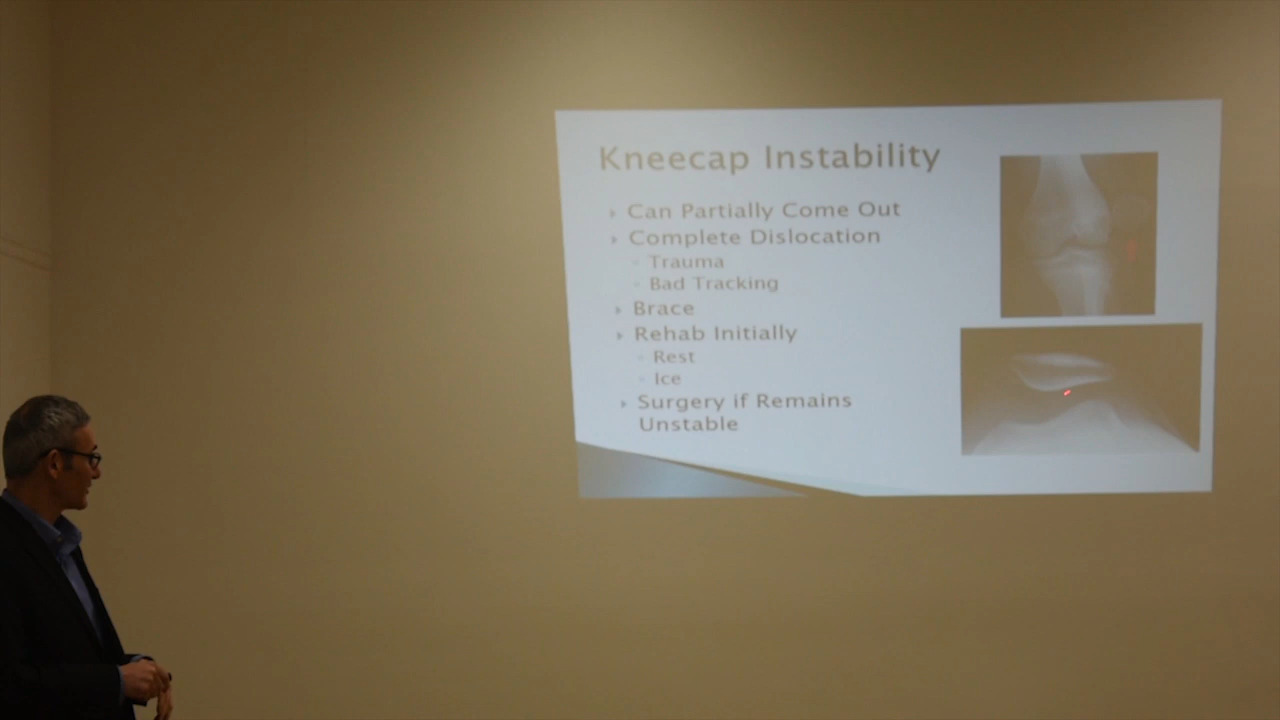 Kneecap Instability
Can Partially Come Out
Complete Dislocation
Trauma
Bad Tracking
Brace
Rehab Initially
Rest
Ice
Surgery if Remains
Unstable